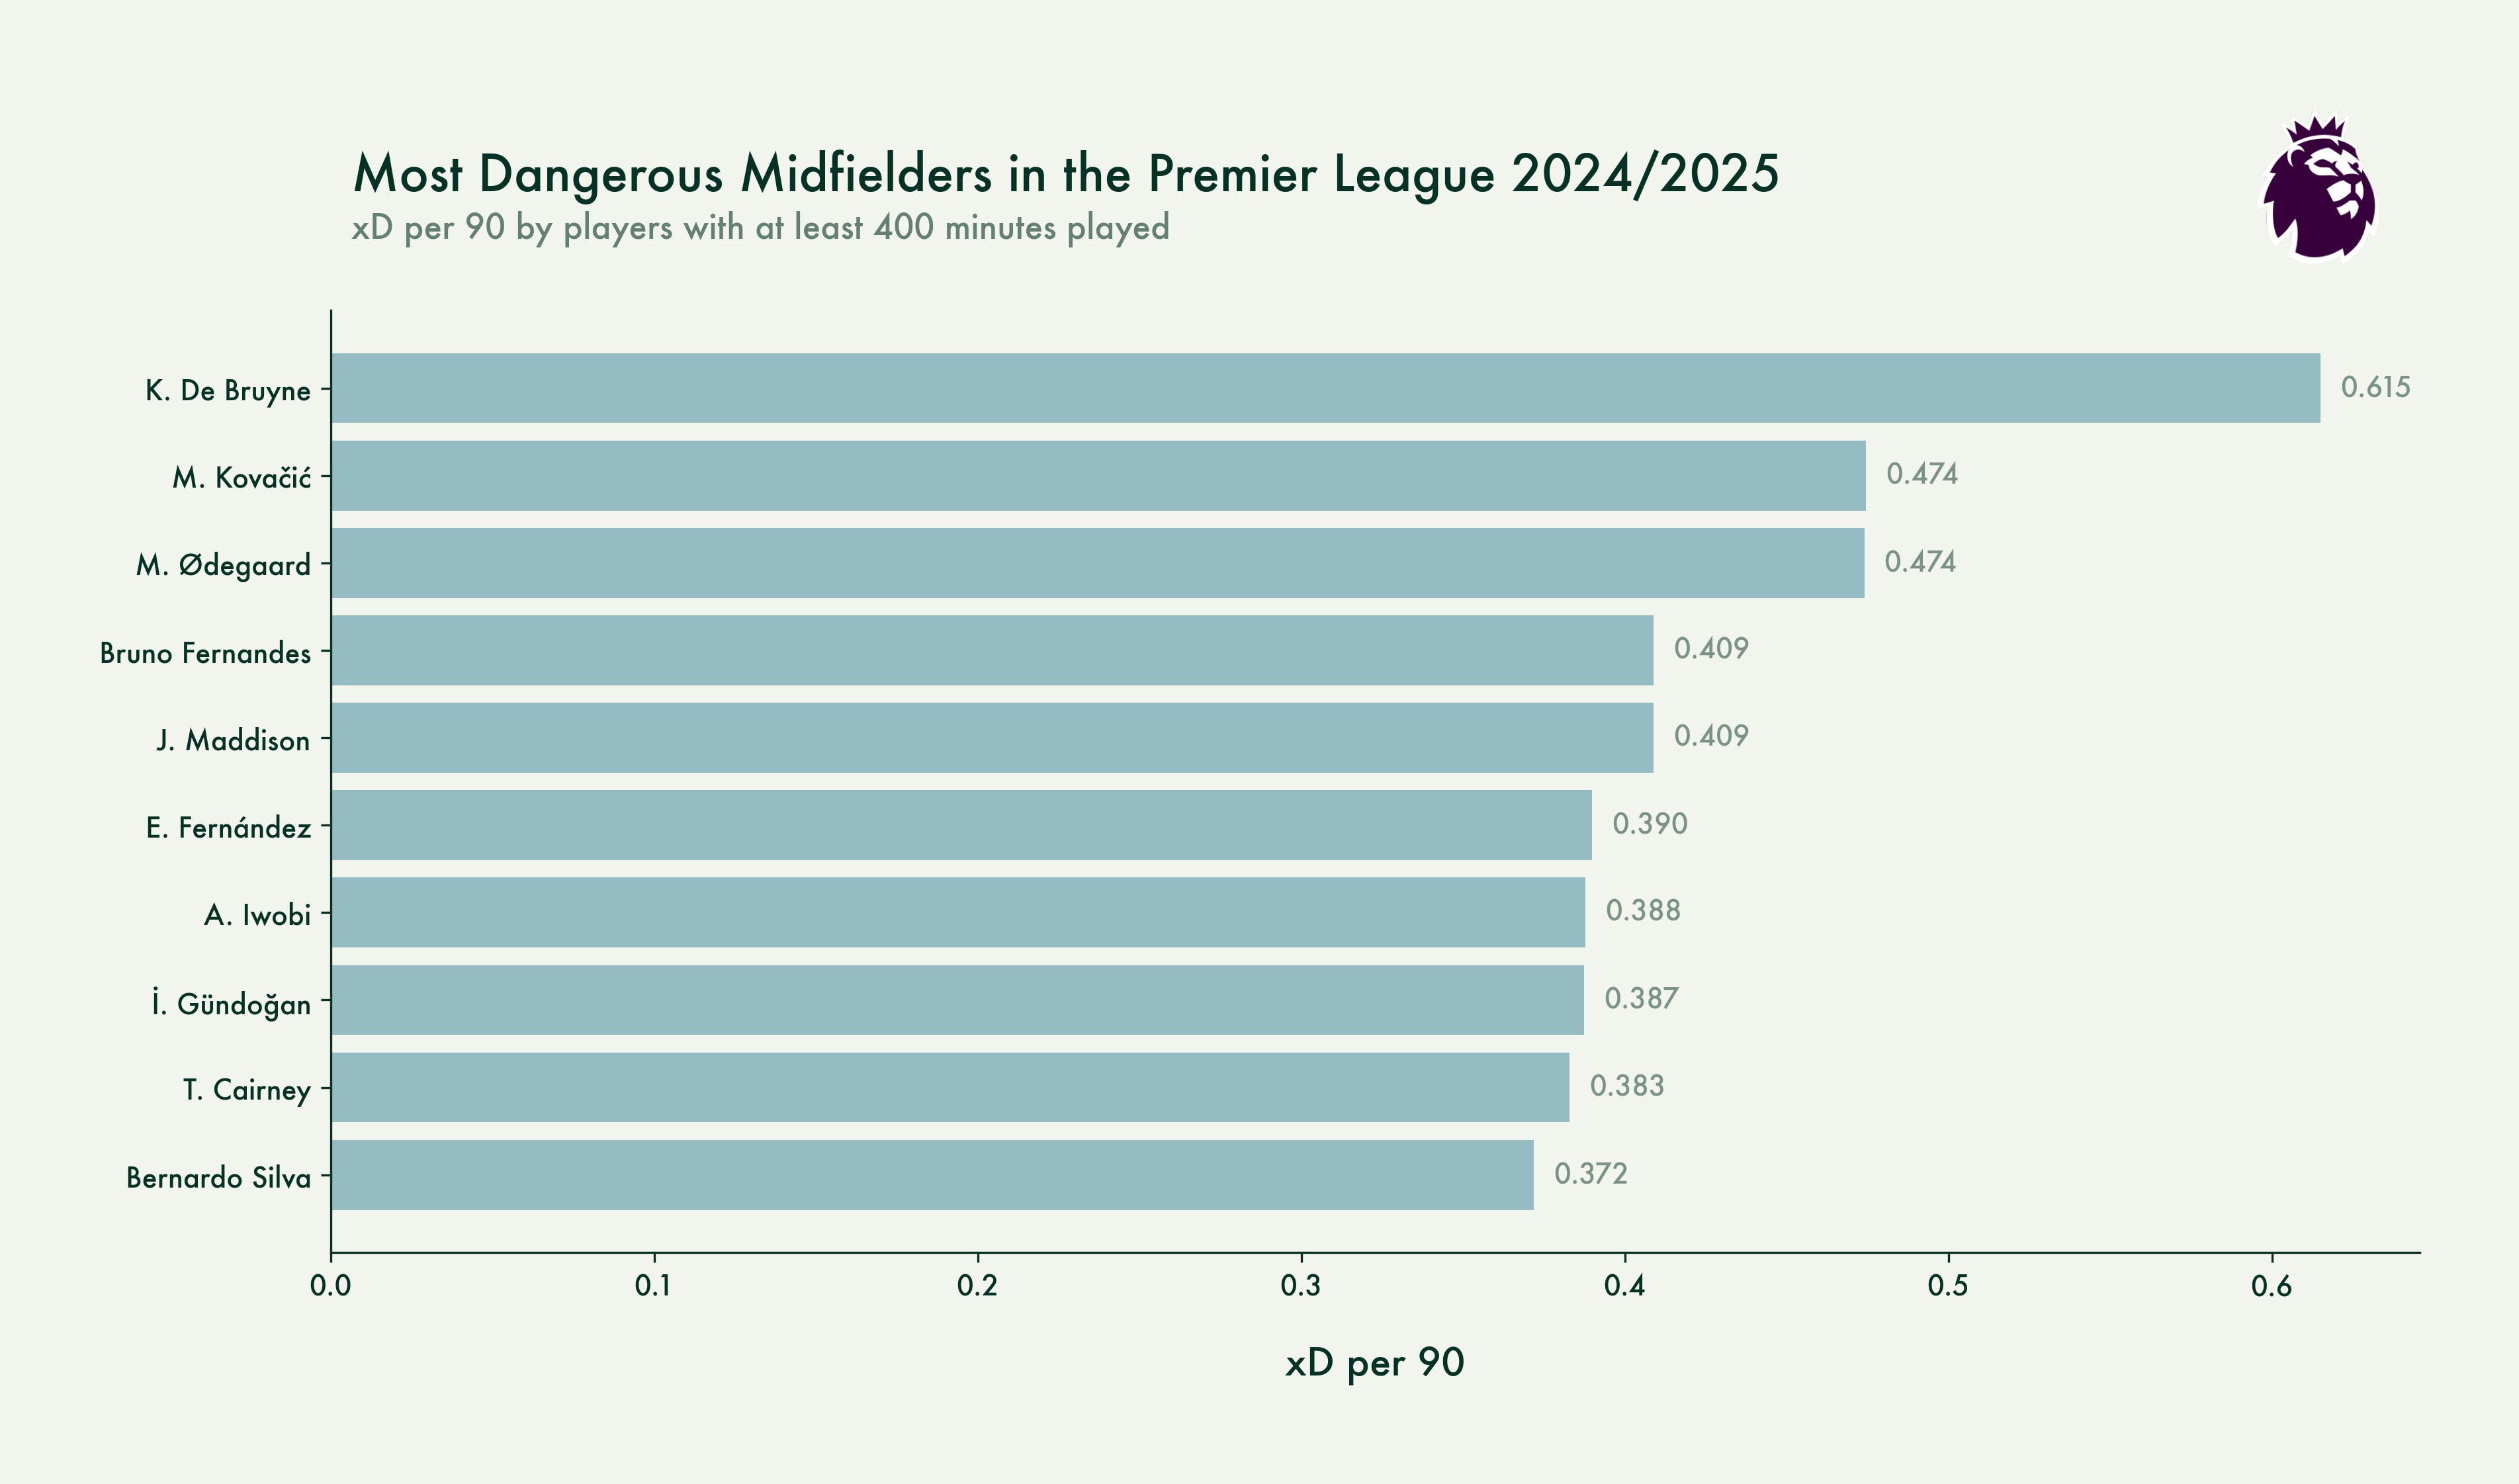 Most Dangerous Midfielders in the Premier League 2024/2025
xD per 90 by players with at least 400 minutes played
K. De Bruyne 0.615
M. Kovačić 0.474
M. Ødegaard 0.474
Bruno Fernandes 0.409
J. Maddison 0.409
E. Fernández 0.390
A. Iwobi 0.388
İ. Gündoğan 0.387
T. Cairney 0.383
Bernardo Silva 0.372
0.0 0.1 0.2 0.3 0.4 0.5 0.6
xD per 90